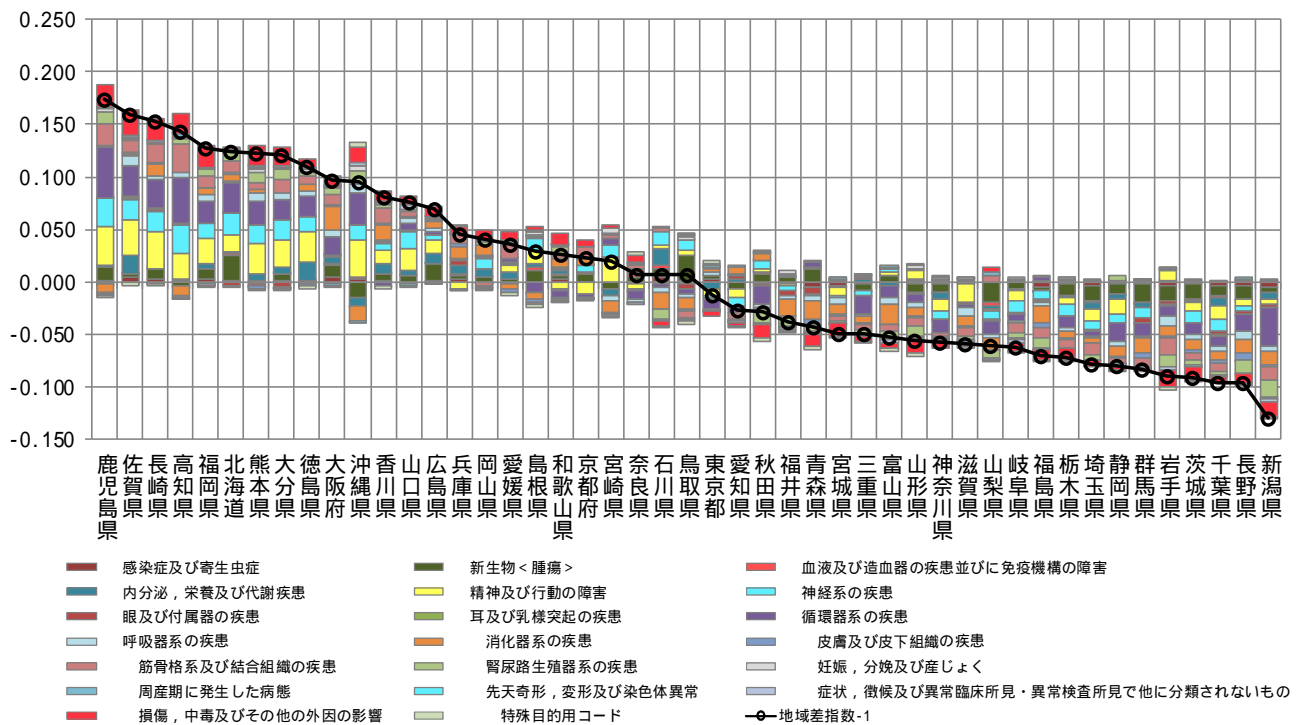 0.250
0.200
0.150
0.100
0.050
0.000
-0.050
-0.100
-0.150
鹿児島県
佐賀県
長崎県
高知県
福岡県
北海道
熊本県
大分県
徳島県
大阪府
沖縄県
香川県
山口県
広島県
兵庫県
岡山県
愛媛県
島根県
和歌山県
京都府
宮崎県
奈良県
石川県
鳥取県
東京都
愛知県
秋田県
福井県
青森県
宮城県
三重県
富山県
山形県
神奈川県
滋賀県
山梨県
岐阜県
福島県
栃木県
埼玉県
静岡県
群馬県
岩手県
茨城県
千葉県
長野県
新潟県
感染症及び寄生虫症
新生物<腫瘍>
血液及び造血器の疾患並びに免疫機構の障害
内分泌,栄養及び代謝疾患
精神及び行動の障害
神経系の疾患
眼及び付属器の疾患
耳及び乳様突起の疾患
循環器系の疾患
呼吸器系の疾患
消化器系の疾患
皮膚及び皮下組織の疾患
筋骨格系及び結合組織の疾患
腎尿路生殖器系の疾患
妊娠,分娩及び産じょく
周産期に発生した病態
先天奇形,変形及び染色体異常
症状,徴候及び異常臨床所見・異常検査所見で他に分類されないもの
損傷,中毒及びその他の外因の影響
特殊目的用コード
地域差指数-1